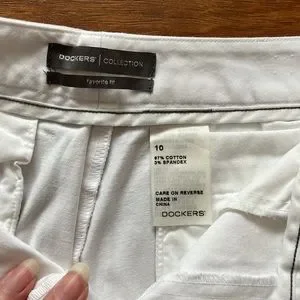 DOCKERS® | COLLECTION
favorite fit
10
97% COTTON
3% SPANDEX
CARE ON REVERSE
MADE IN
CHINA
DOCKERS®